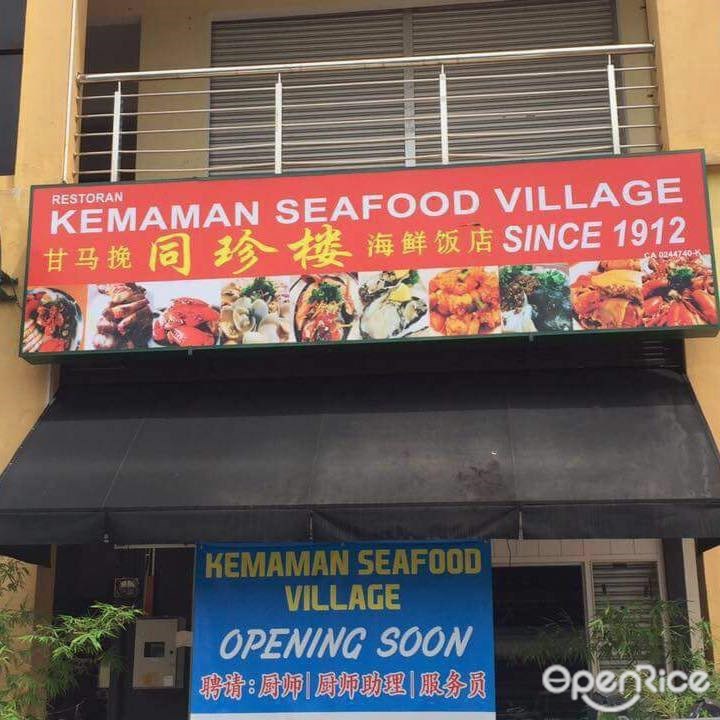 RESTORAN
KEMAMAN SEAFOOD VILLAGE
甘马挽 同珍楼 海鲜饭店 SINCE 1912
CA 0244740-K
KEMAMAN SEAFOOD
VILLAGE
OPENING SOON
聘请:厨师|厨师助理|服务员
OpenRice